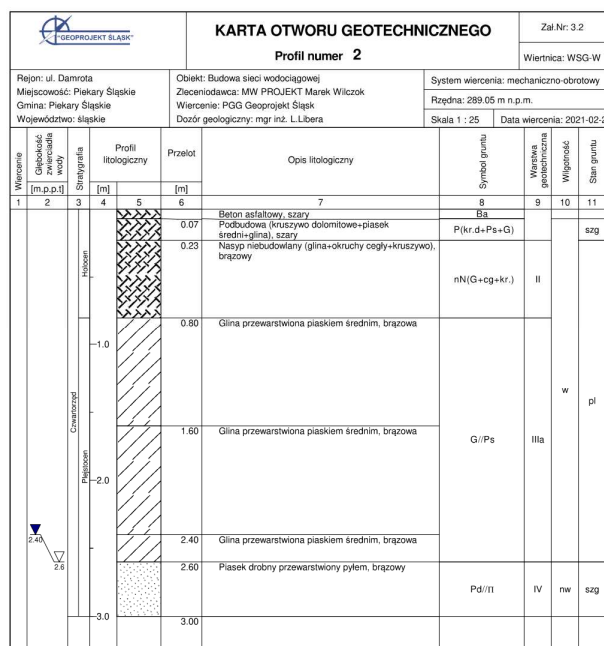 "GEOPROJEKT ŚLĄSK"
KARTA OTWORU GEOTECHNICZNEGO
Profil numer 2
Zał.Nr: 3.2
Wiertnica: WSG-W
Rejon: ul. Damrota
Miejscowość: Piekary Śląskie
Gmina: Piekary Śląskie
Województwo: śląskie
Obiekt: Budowa sieci wodociągowej
Zleceniodawca: MW PROJEKT Marek Wilczok
Wiercenie: PGG Geoprojekt Śląsk
Dozór geologiczny: mgr inż. L.Libera
System wiercenia: mechaniczno-obrotowy
Rzędna: 289.05 m n.p.m.
Skala 1 : 25 Data wiercenia: 2021-02-2
Wiercenie
Głębokość
zwierciadła
wody
[m.p.p.t]
Stratygrafia
Profil
litologiczny
[m]
Przelot
[m]
Opis litologiczny
Symbol gruntu
Warstwa
geotechniczna
Wilgotność
Stan gruntu
1 2 3 4 5 6 7 8 9 10 11
Beton asfaltowy, szary Ba
0.07 Podbudowa (kruszywo dolomitowe+piasek
średni+glina), szary P(kr.d+Ps+G) szg
0.23 Nasyp niebudowlany (glina+okruchy cegły+kruszywo),
brązowy
nN(G+cg+kr.) II
Holocen
0.80 Glina przewarstwiona piaskiem średnim, brązowa
1.0
w
pl
Czwartorzęd
1.60 Glina przewarstwiona piaskiem średnim, brązowa
G//Ps IIIa
Plejstocen
2.0
2.40
2.40 Glina przewarstwiona piaskiem średnim, brązowa
2.6
2.60 Piasek drobny przewarstwiony pyłem, brązowy
Pd//Π IV nw szg
3.0
3.00